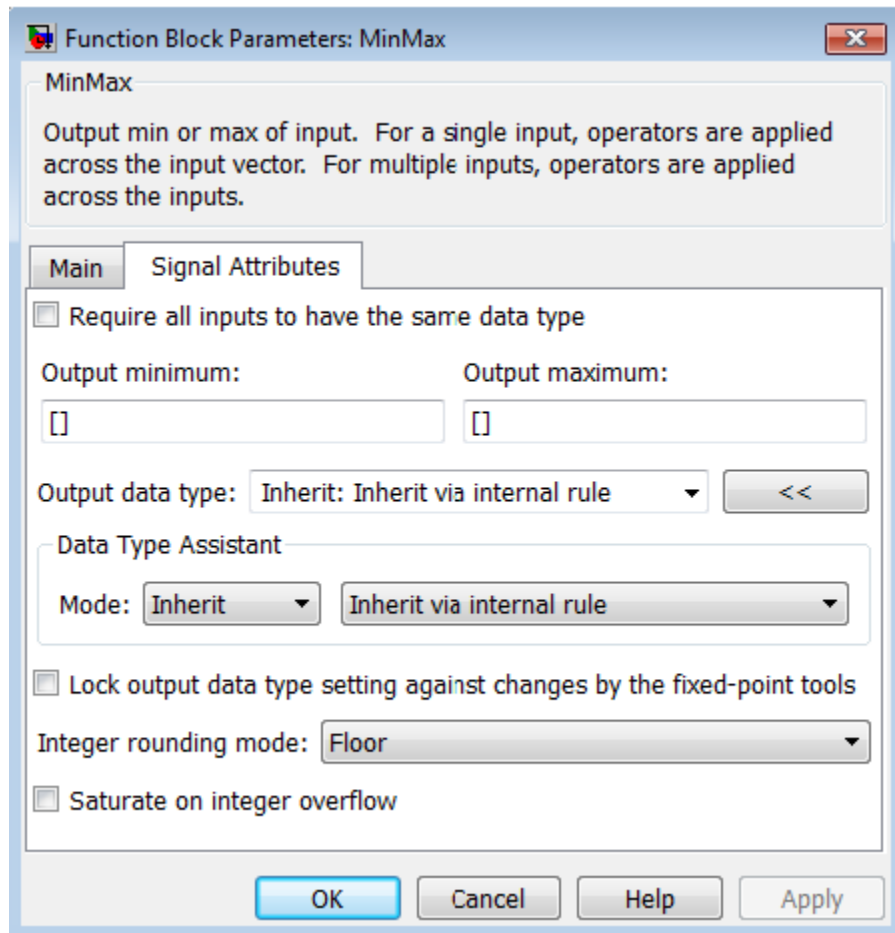 Function Block Parameters: MinMax
MinMax
Output min or max of input. For a single input, operators are applied
across the input vector. For multiple inputs, operators are applied
across the inputs.
Main Signal Attributes
Require all inputs to have the same data type
Output minimum: Output maximum:
[] []
Output data type: Inherit: Inherit via internal rule <<
Data Type Assistant
Mode: Inherit Inherit via internal rule
Lock output data type setting against changes by the fixed-point tools
Integer rounding mode: Floor
Saturate on integer overflow
OK Cancel Help Apply